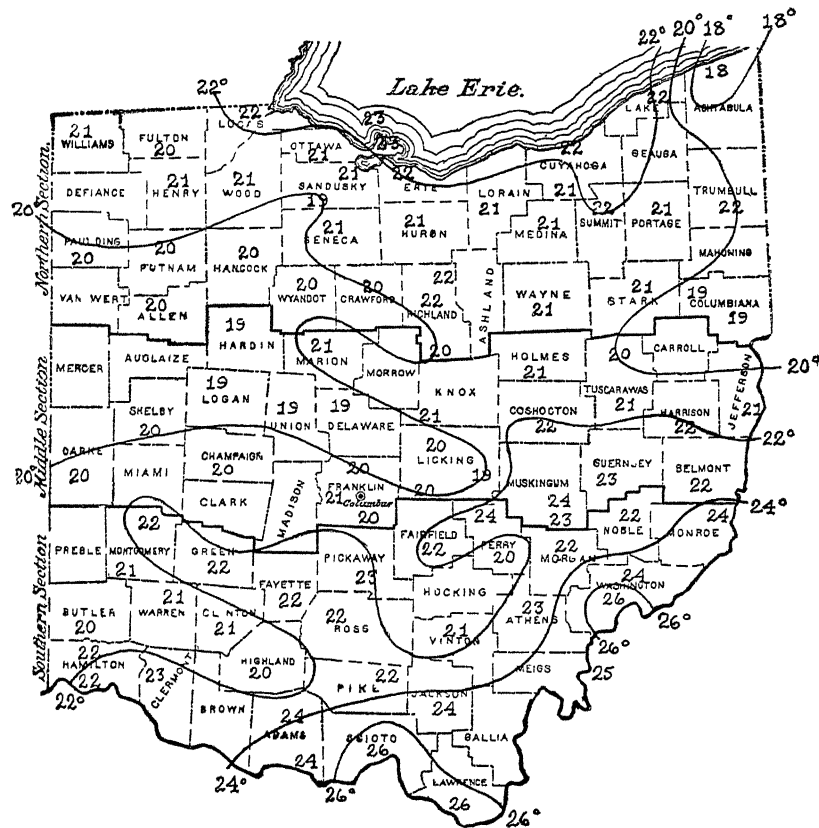 18°
22° 20° 18°
Lake Erie.
22°
18
22
LUCAS
23
23
22
LAKE
ASHTABULA
21
WILLIAMS
FULTON
20
OTTAWA
21
22
CUYAHOGA
21
GEAUGA
DEFIANCE
21
HENRY
21
WOOD
21
SANDUSKY
19
22
ERIE
LORAIN
21
TRUMBULL
22
20°
Northern Section
PAULDING
20
20
PUTNAM
20
HANCOCK
21
SENECA
21
HURON
21
MEDINA
22
SUMMIT
21
PORTAGE
MAHONING
VAN WERT
20
ALLEN
20
WYANDOT
20
CRAWFORD
22
22
RICHLAND
ASHLAND
WAYNE
21
21
STARK
19
COLUMBIANA
19
MERCER
AUGLAIZE
19
HARDIN
21
MARION
MORROW
20
HOLMES
21
20
CARROLL
20°
Middle Section
SHELBY
20
19
LOGAN
19
UNION
19
DELAWARE
KNOX
21
COSHOCTON
22
TUSCARAWAS
21
HARRISON
22
JEFFERSON
21
22°
20°
DARKE
20
MIAMI
CHAMPAIGN
20
CLARK
MADISON
FRANKLIN
21
Columbus
20
20
LICKING
19
20
MUSKINGUM
24
23
GUERNSEY
23
BELMONT
22
24°
Southern Section
PREBLE
22
MONTGOMERY
21
GREEN
22
FAYETTE
22
PICKAWAY
23
FAIRFIELD
22
24
PERRY
20
22
MORGAN
22
NOBLE
24
MONROE
BUTLER
20
21
WARREN
CLINTON
21
22
ROSS
HOCKING
21
VINTON
23
ATHENS
24
WASHINGTON
26
26°
26°
22
HAMILTON
22
22°
23
CLERMONT
HIGHLAND
20
22
PIKE
JACKSON
24
MEIGS
25
BROWN
24
ADAMS
24
24°
SCIOTO
26
26°
GALLIA
LAWRENCE
26
26°